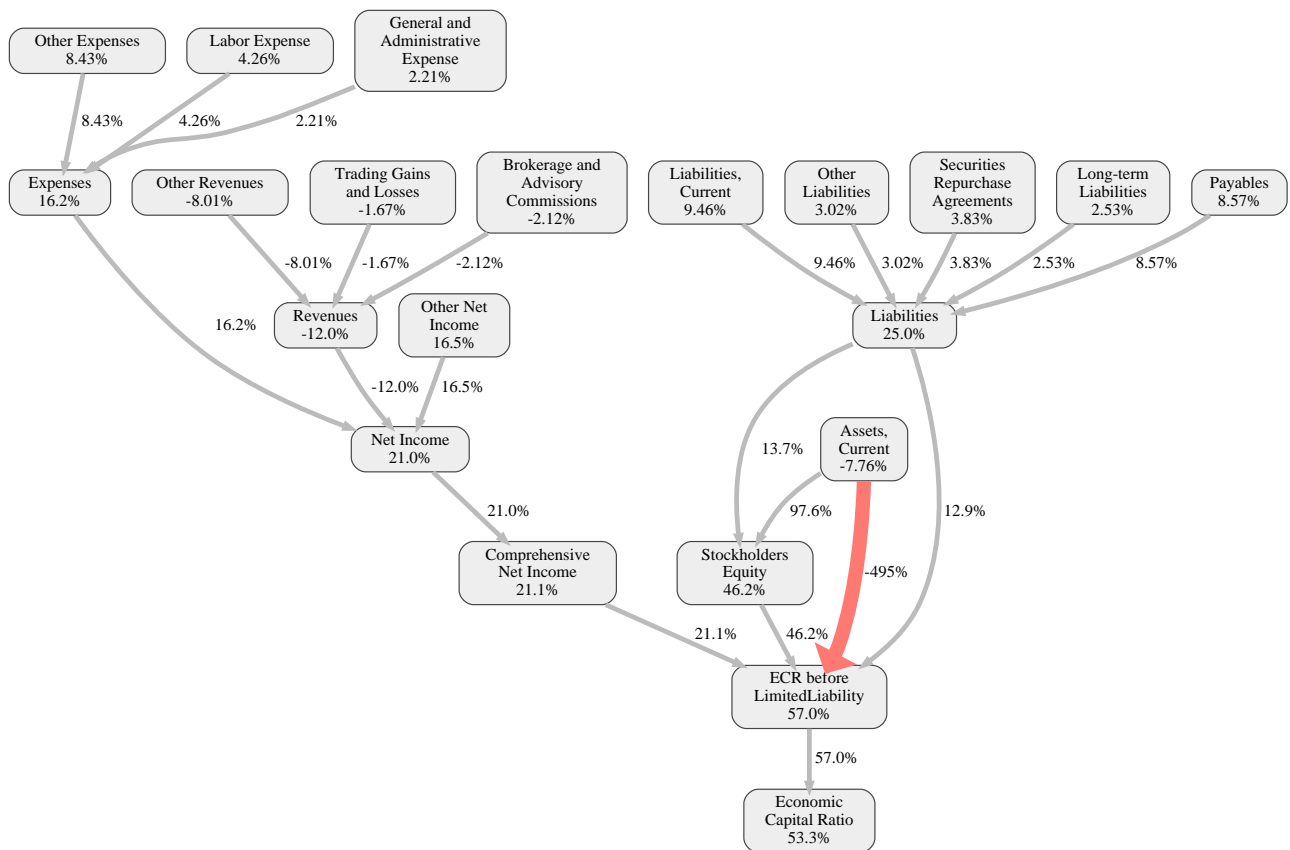 Other Expenses
8.43%
Labor Expense
4.26%
General and
Administrative
Expense
2.21%
8.43%
4.26%
2.21%
Expenses
16.2%
Other Revenues
-8.01%
Trading Gains
and Losses
-1.67%
Brokerage and
Advisory
Commissions
-2.12%
Liabilities,
Current
9.46%
Other
Liabilities
3.02%
Securities
Repurchase
Agreements
3.83%
Long-term
Liabilities
2.53%
Payables
8.57%
-8.01%
-1.67%
-2.12%
9.46%
3.02%
3.83%
2.53%
8.57%
16.2%
Revenues
-12.0%
Other Net
Income
16.5%
Liabilities
25.0%
-12.0%
16.5%
Net Income
21.0%
13.7%
Assets,
Current
-7.76%
21.0%
97.6%
12.9%
Comprehensive
Net Income
21.1%
Stockholders
Equity
46.2%
-495%
21.1%
46.2%
ECR before
LimitedLiability
57.0%
57.0%
Economic
Capital Ratio
53.3%